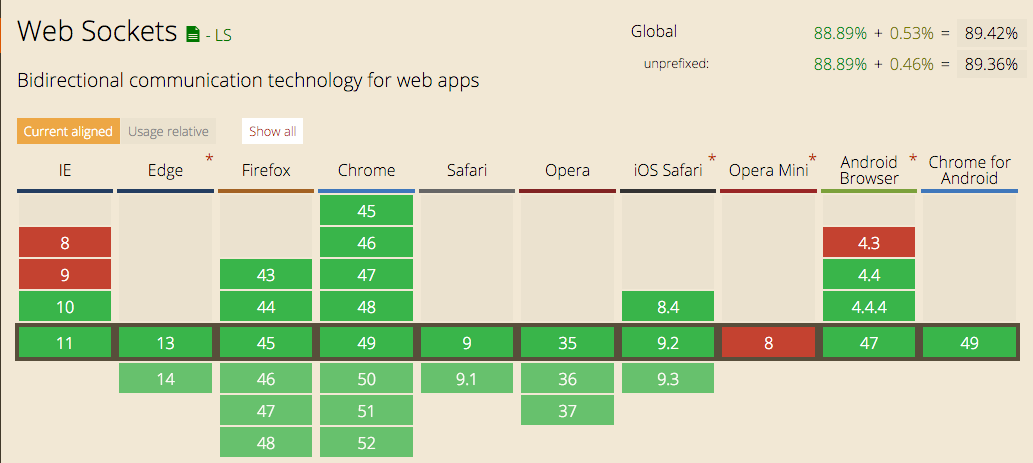 Web Sockets - LS
Global 88.89% + 0.53% = 89.42%
unprefixed: 88.89% + 0.46% = 89.36%
Bidirectional communication technology for web apps
Current aligned Usage relative Show all
IE Edge * Firefox Chrome Safari Opera iOS Safari * Opera Mini * Android Browser * Chrome for Android
45
8 46 4.3
9 43 47 4.4
10 44 48 8.4 4.4.4
11 13 45 49 9 35 9.2 8 47 49
14 46 50 9.1 36 9.3
47 51 37
48 52